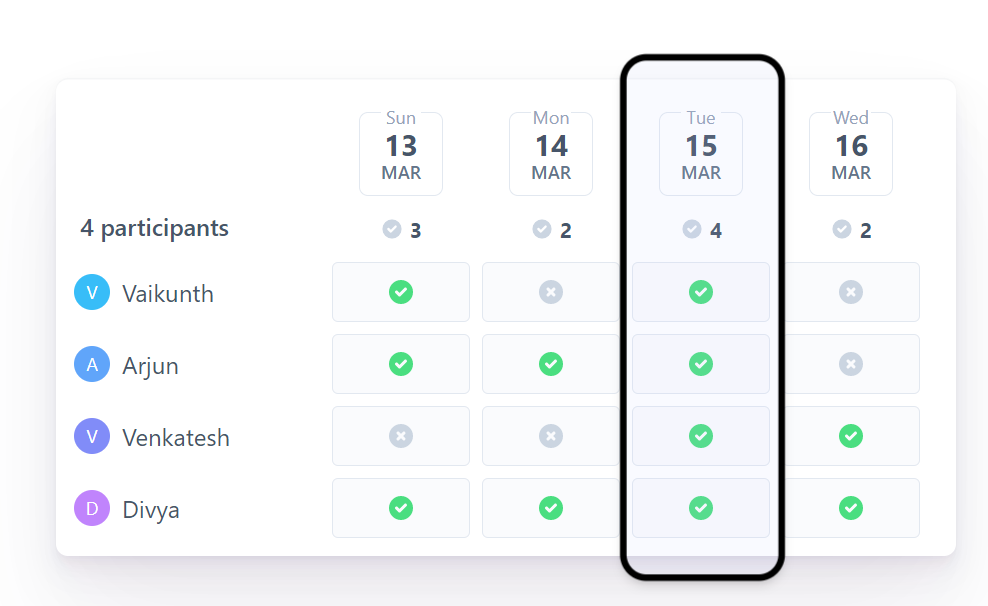 Sun Mon Tue Wed
13 14 15 16
MAR MAR MAR MAR
4 participants 3 2 4 2
V Vaikunth
A Arjun
V Venkatesh
D Divya